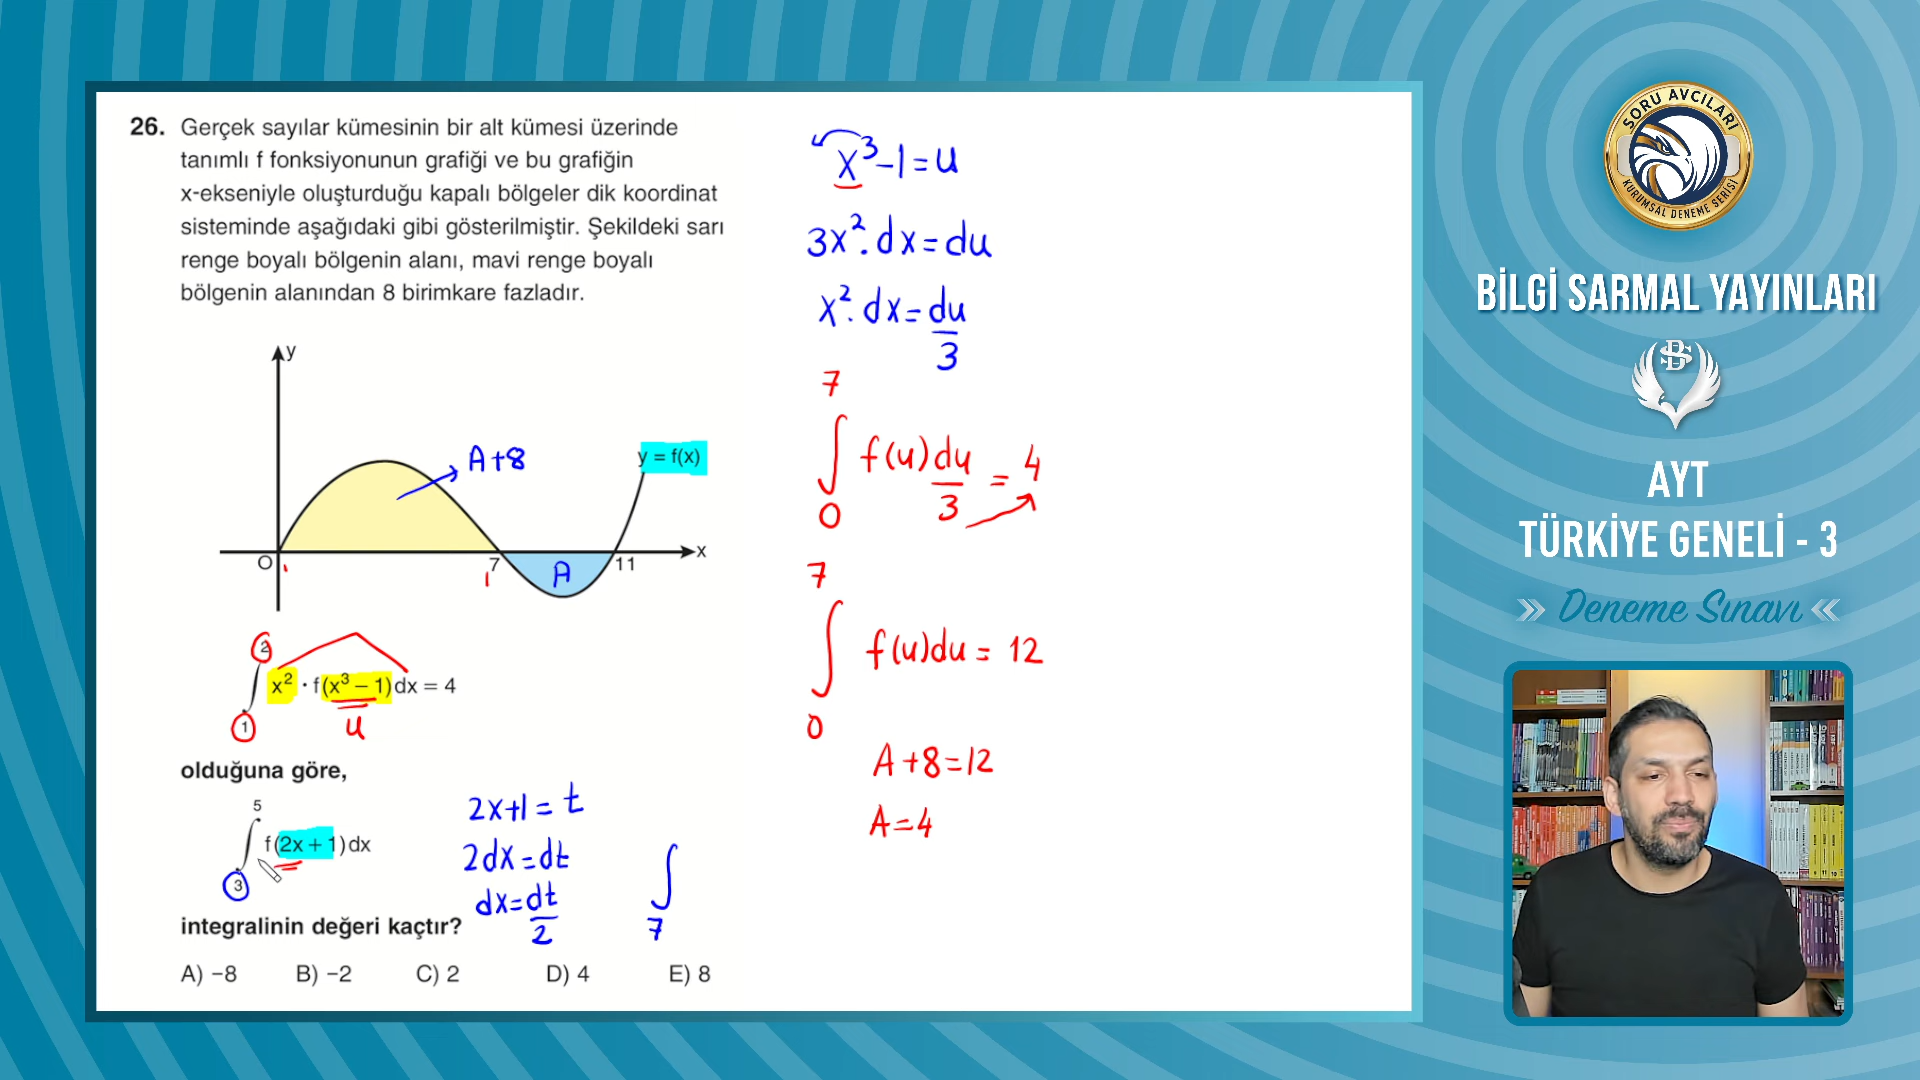 26. Gerçek sayılar kümesinin bir alt kümesi üzerinde
tanımlı f fonksiyonunun grafiği ve bu grafiğin
x-ekseniyle oluşturduğu kapalı bölgeler dik koordinat
sisteminde aşağıdaki gibi gösterilmiştir. Şekildeki sarı
renge boyalı bölgenin alanı, mavi renge boyalı
bölgenin alanından 8 birimkare fazladır.
y
A+8
y = f(x)
O
7
11
x
A
2
∫ x² · f(x³ – 1)dx = 4
1
u
olduğuna göre,
5
∫ f(2x + 1)dx
3
integralinin değeri kaçtır?
A) –8 B) –2 C) 2 D) 4 E) 8
2x+1 = t
2dx = dt
dx = dt/2
∫
7
x³-1 = u
3x². dx = du
x². dx = du/3
7
∫ f(u) du/3 = 4
0
7
∫ f(u)du = 12
0
A+8=12
A=4
SORU AVCILARI
KURUMSAL DENEME SERİSİ
BİLGİ SARMAL YAYINLARI
BS
AYT
TÜRKİYE GENELİ - 3
Deneme Sınavı